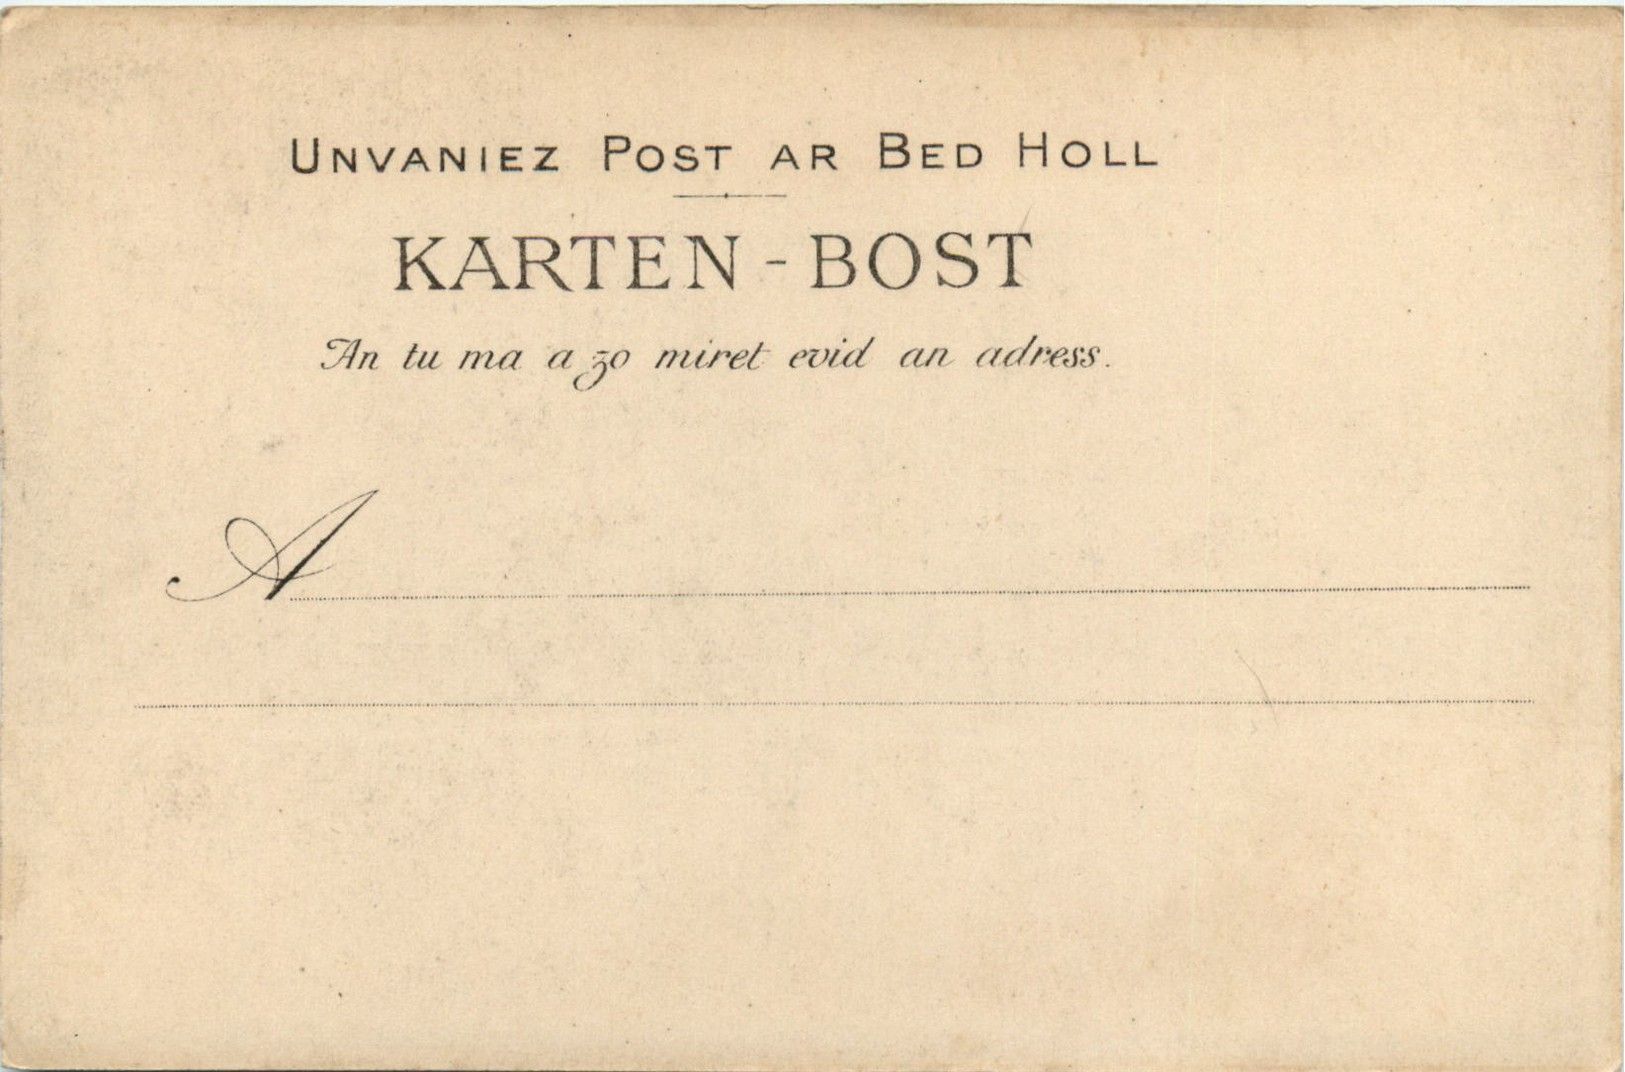 UNVANIEZ POST AR BED HOLL
KARTEN-BOST
An tu ma a zo miret evid an adress.
A